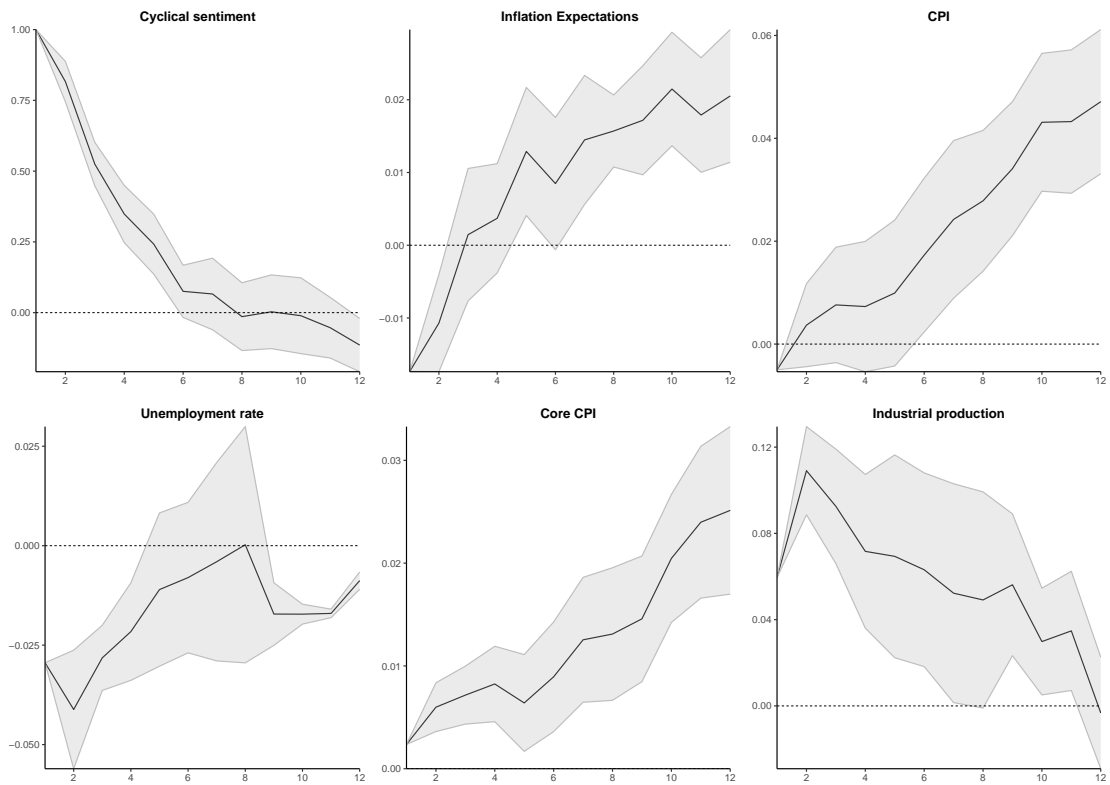 Cyclical sentiment
1.00
0.75
0.50
0.25
0.00
2 4 6 8 10 12
Inflation Expectations
0.02
0.01
0.00
−0.01
2 4 6 8 10 12
CPI
0.06
0.04
0.02
0.00
2 4 6 8 10 12
Unemployment rate
0.025
0.000
−0.025
−0.050
2 4 6 8 10 12
Core CPI
0.03
0.02
0.01
0.00
2 4 6 8 10 12
Industrial production
0.12
0.08
0.04
0.00
2 4 6 8 10 12